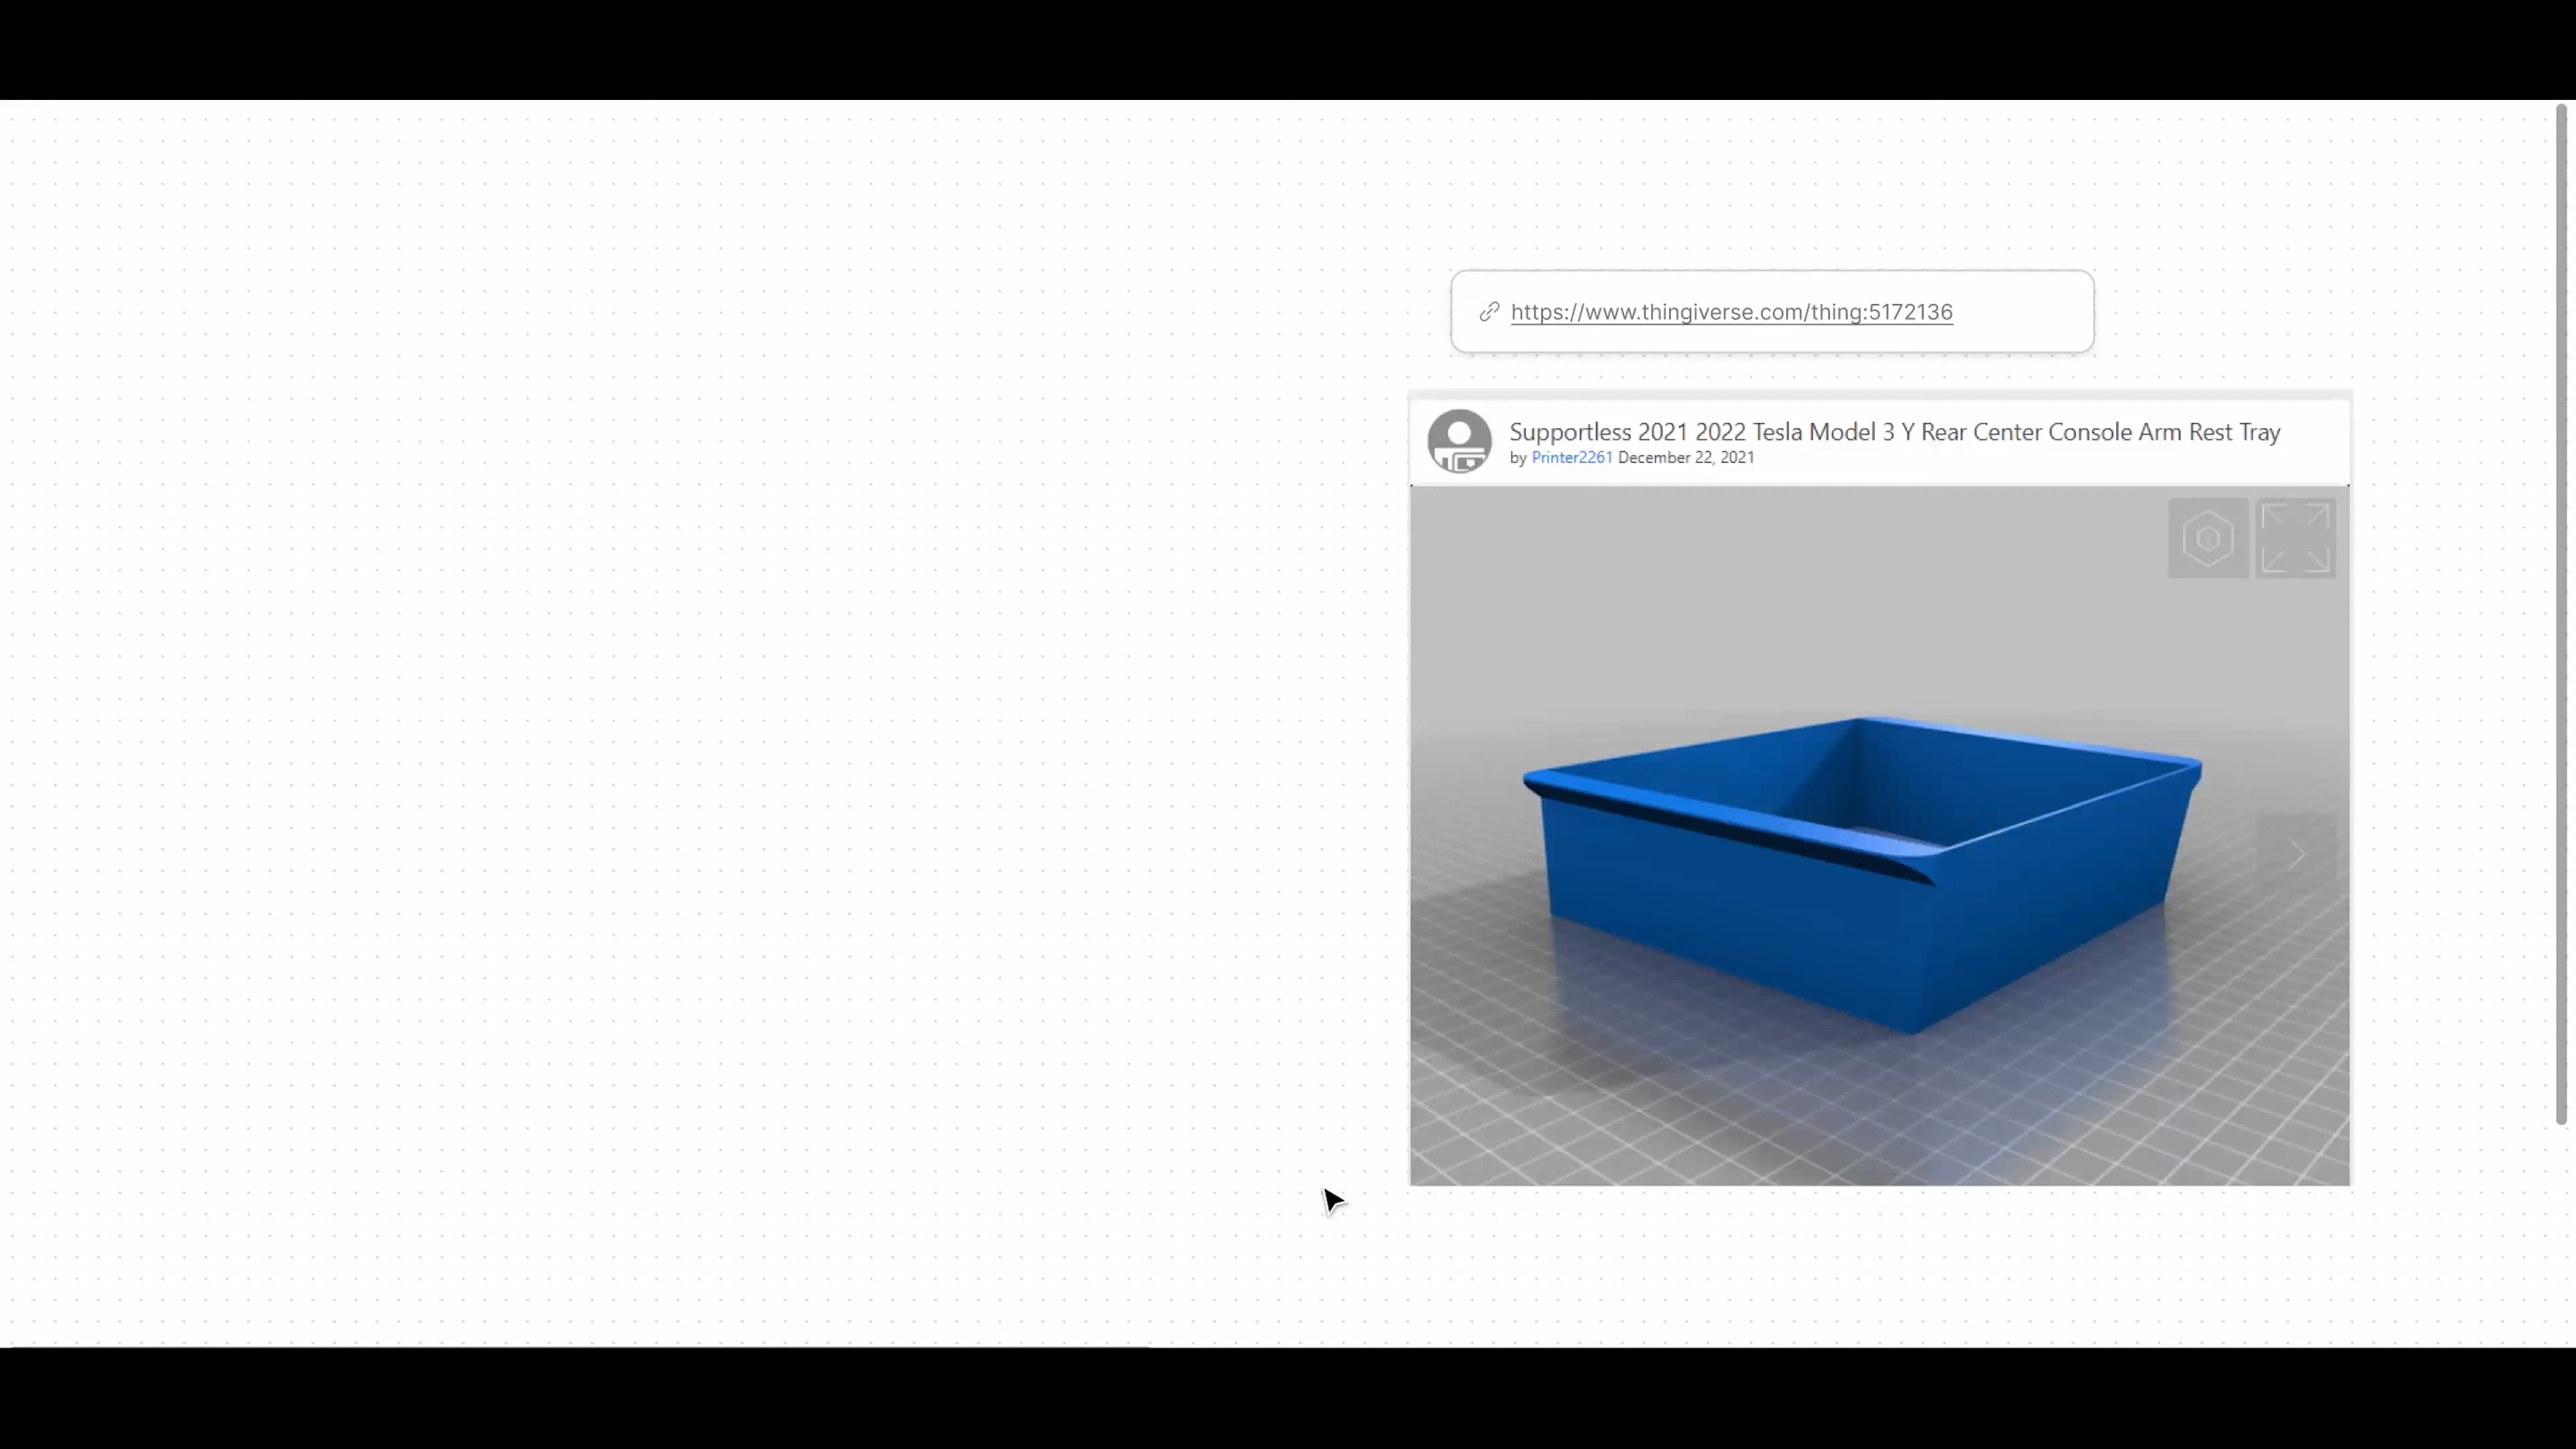 https://www.thingiverse.com/thing:5172136
Supportless 2021 2022 Tesla Model 3 Y Rear Center Console Arm Rest Tray
by Printer2261 December 22, 2021